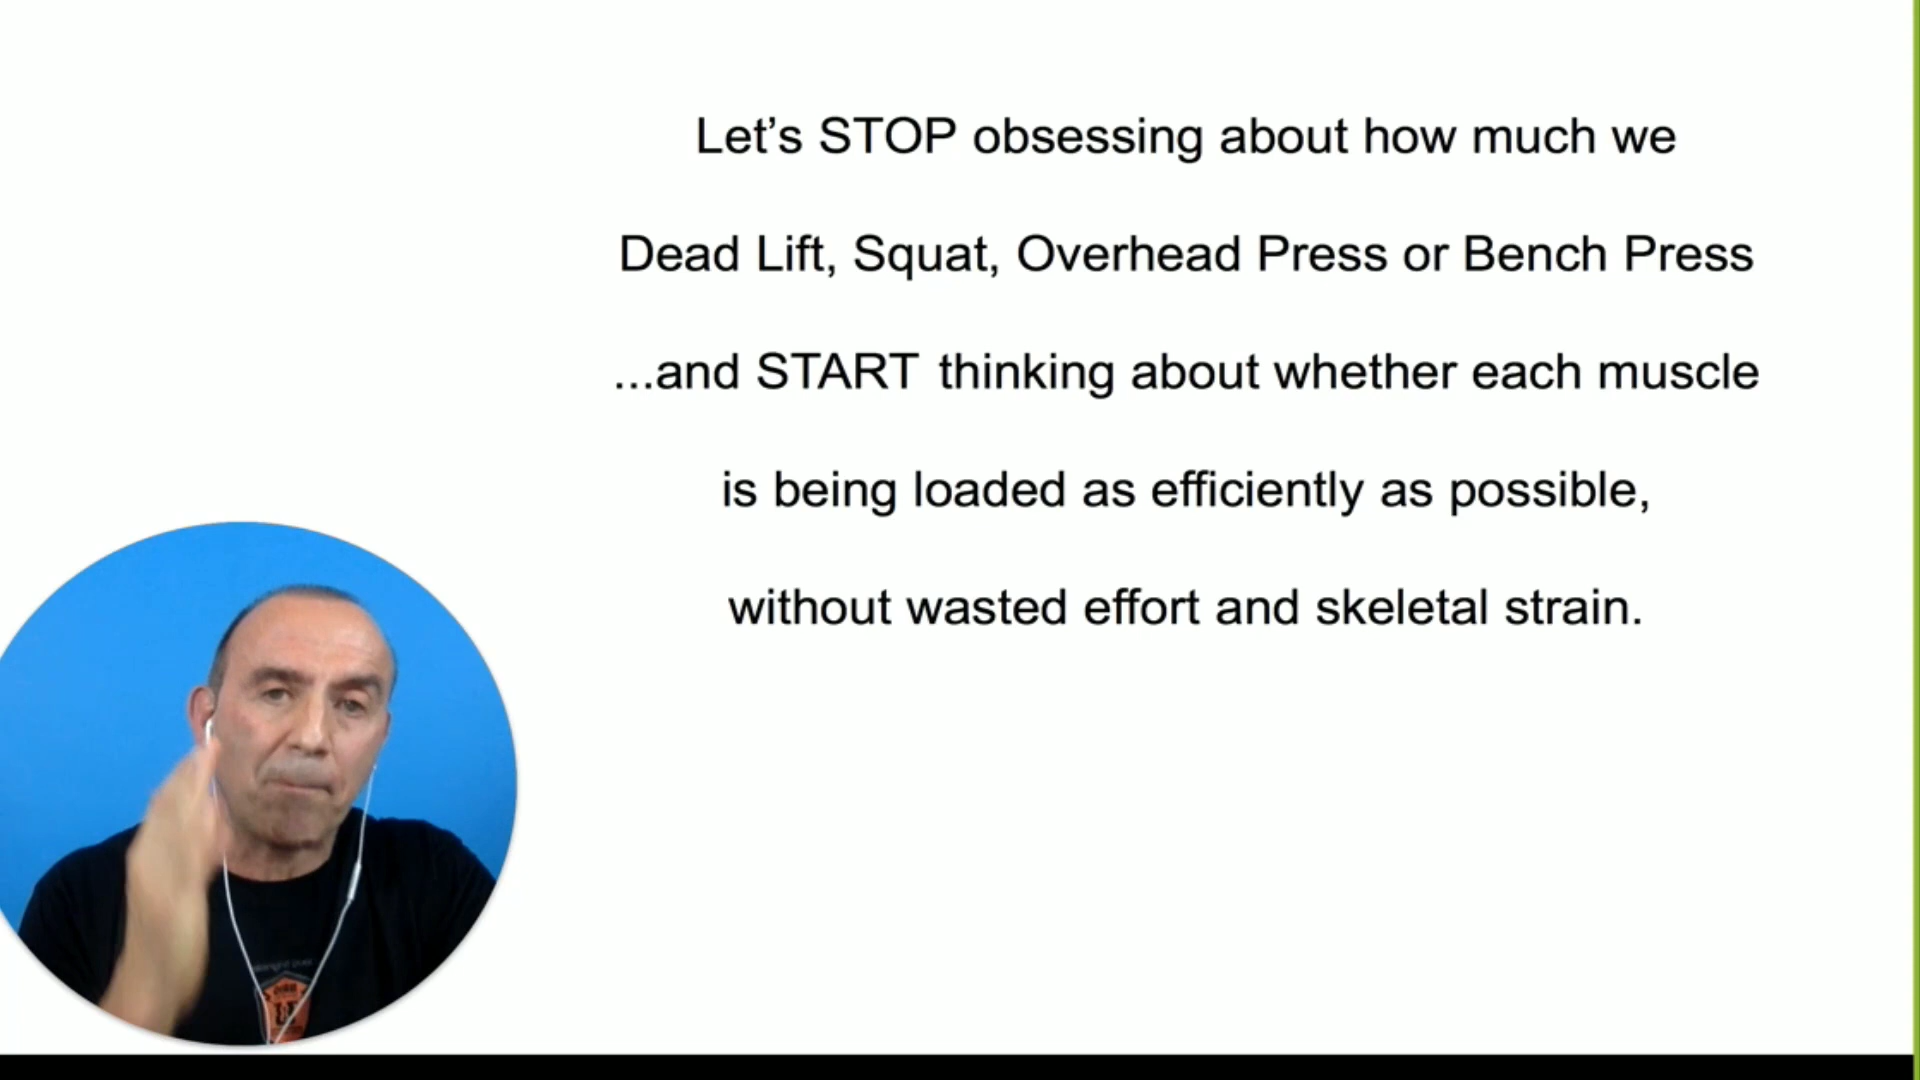 Let’s STOP obsessing about how much we
Dead Lift, Squat, Overhead Press or Bench Press
...and START thinking about whether each muscle
is being loaded as efficiently as possible,
without wasted effort and skeletal strain.